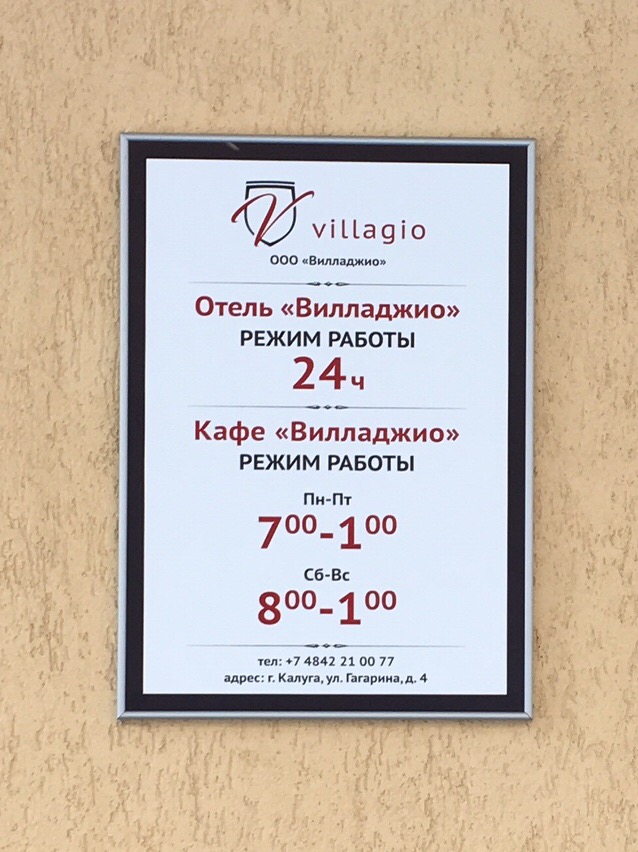 V villagio
ООО «Вилладжио»
Отель «Вилладжио»
РЕЖИМ РАБОТЫ
24 ч
Кафе «Вилладжио»
РЕЖИМ РАБОТЫ
Пн-Пт
7⁰⁰-1⁰⁰
Сб-Вс
8⁰⁰-1⁰⁰
тел: +7 4842 21 00 77
адрес: г. Калуга, ул. Гагарина, д. 4